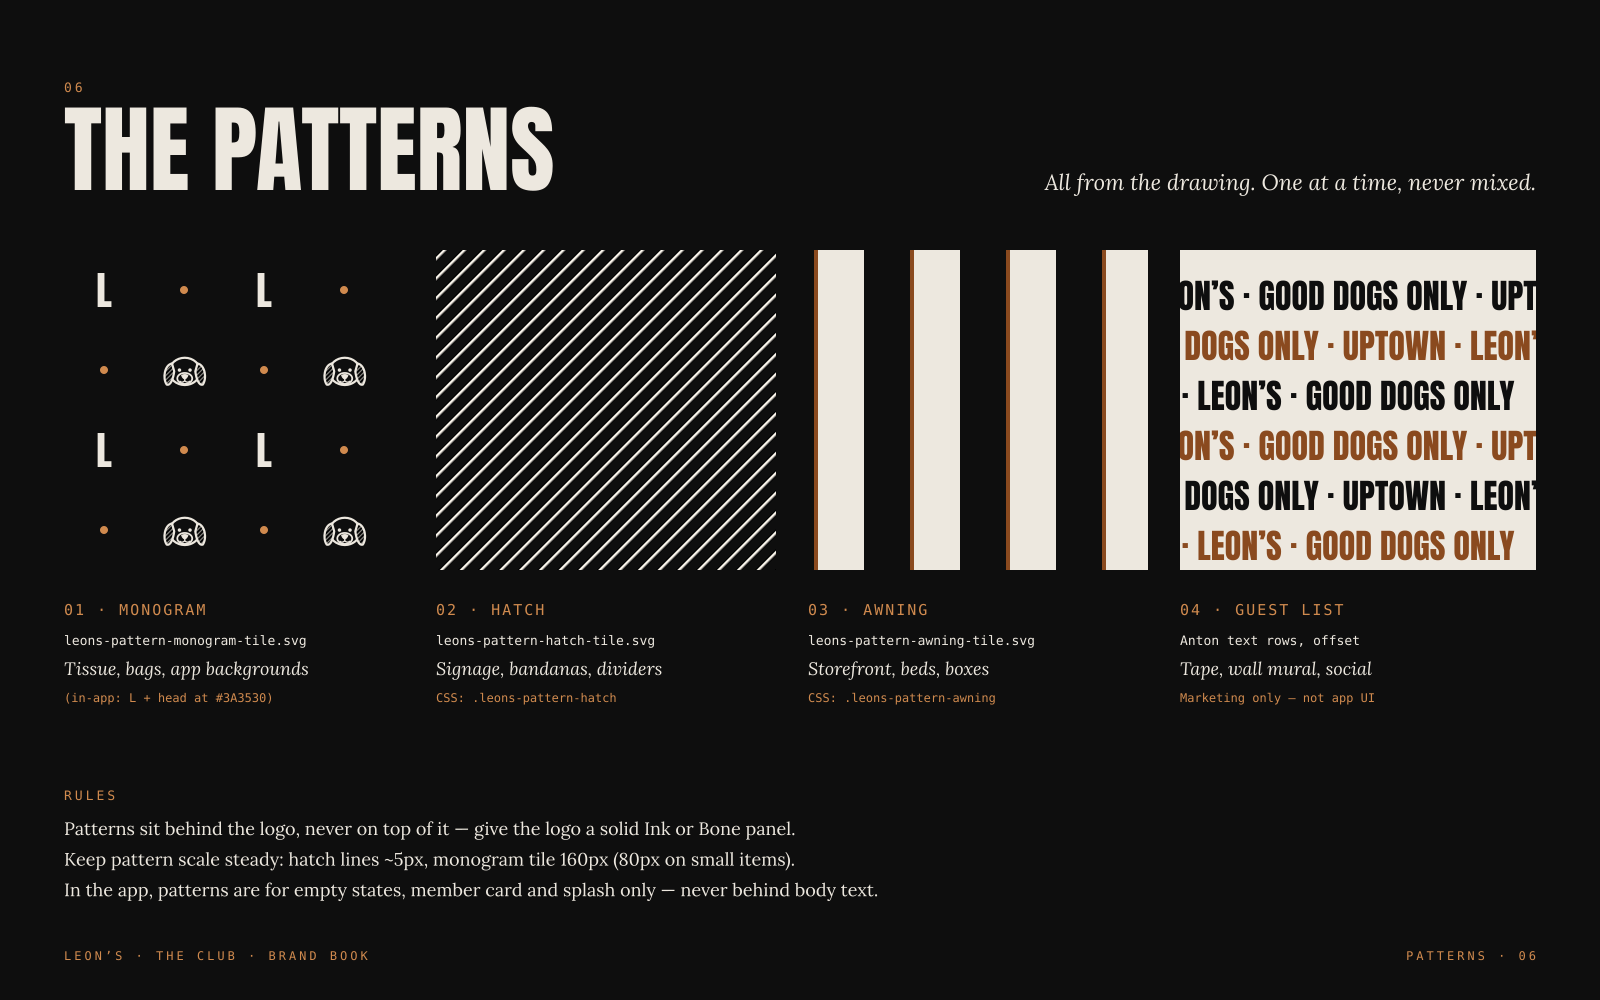 06
THE PATTERNS
All from the drawing. One at a time, never mixed.
L L
L L
ON’S · GOOD DOGS ONLY · UPT
DOGS ONLY · UPTOWN · LEON’
· LEON’S · GOOD DOGS ONLY
ON’S · GOOD DOGS ONLY · UPT
DOGS ONLY · UPTOWN · LEON’
· LEON’S · GOOD DOGS ONLY
01 · MONOGRAM
leons-pattern-monogram-tile.svg
Tissue, bags, app backgrounds
(in-app: L + head at #3A3530)
02 · HATCH
leons-pattern-hatch-tile.svg
Signage, bandanas, dividers
CSS: .leons-pattern-hatch
03 · AWNING
leons-pattern-awning-tile.svg
Storefront, beds, boxes
CSS: .leons-pattern-awning
04 · GUEST LIST
Anton text rows, offset
Tape, wall mural, social
Marketing only — not app UI
RULES
Patterns sit behind the logo, never on top of it — give the logo a solid Ink or Bone panel.
Keep pattern scale steady: hatch lines ~5px, monogram tile 160px (80px on small items).
In the app, patterns are for empty states, member card and splash only — never behind body text.
LEON’S · THE CLUB · BRAND BOOK
PATTERNS · 06